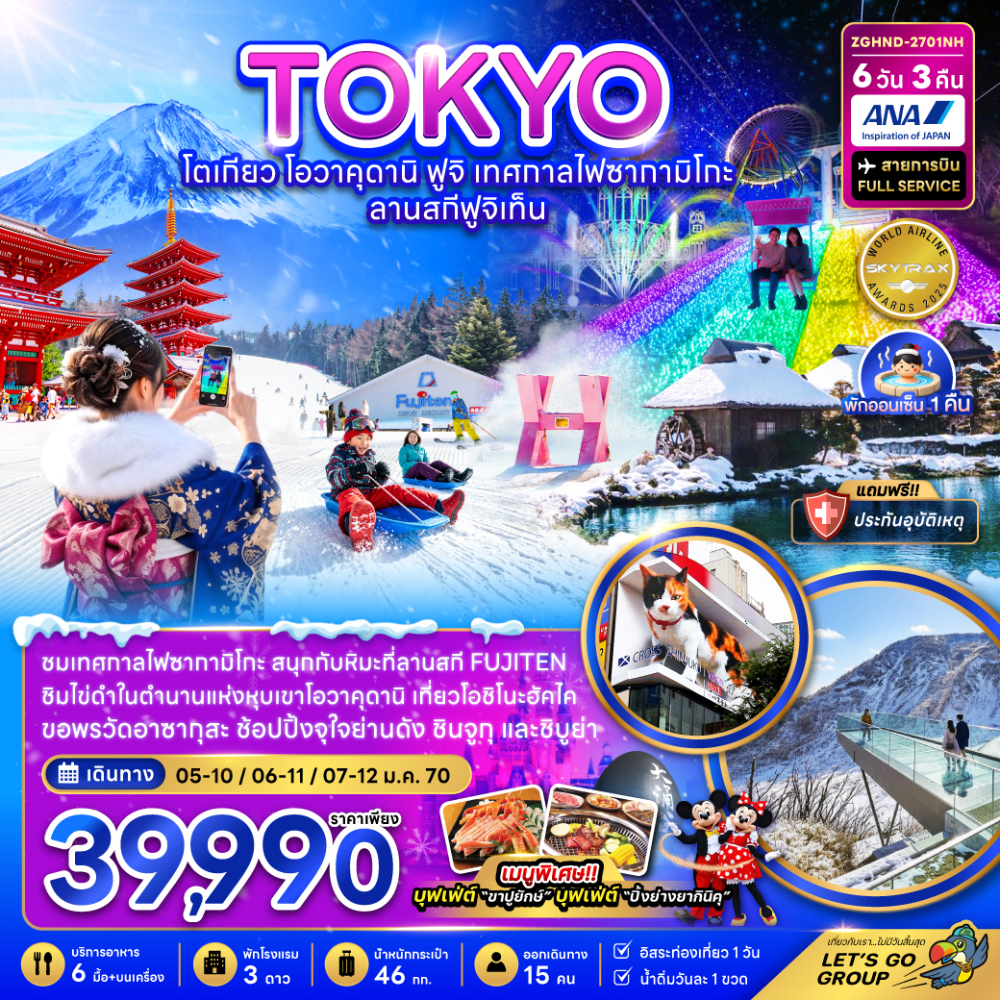 TOKYO
โตเกียว โอวาคุดานิ ฟูจิ เทศกาลไฟซากามิโกะ
ลานสกีฟูจิเท็น
ZGHND-2701NH
6 วัน 3 คืน
ANA
Inspiration of JAPAN
สายการบิน
FULL SERVICE
WORLD AIRLINE
SKYTRAX
AWARDS 2025
พักออนเซ็น 1 คืน
แถมฟรี!!
ประกันอุบัติเหตุ
Fujiten
CROSS SHINJUKU
ชมเทศกาลไฟซากามิโกะ สนุกกับหิมะที่ลานสกี FUJITEN
ชิมไข่ดำในตำนานแห่งหุบเขาโอวาคุดานิ เที่ยวโอชิโนะฮัคไค
ขอพรวัดอาซากุสะ ช้อปปิ้งจุใจย่านดัง ชินจูกุ และชิบูย่า
เดินทาง 05-10 / 06-11 / 07-12 ม.ค. 70
ราคาเพียง
39,990
เมนูพิเศษ!!
บุฟเฟ่ต์ "ขาปูยักษ์" บุฟเฟ่ต์ "ปิ้งย่างยากินิคุ"
บริการอาหาร
6 มื้อ+บนเครื่อง
พักโรงแรม
3 ดาว
น้ำหนักกระเป๋า
46 กก.
ออกเดินทาง
15 คน
อิสระท่องเที่ยว 1 วัน
น้ำดื่มวันละ 1 ขวด
เที่ยวกับเรา...ไม่มีวันสิ้นสุด
LET'S GO
GROUP